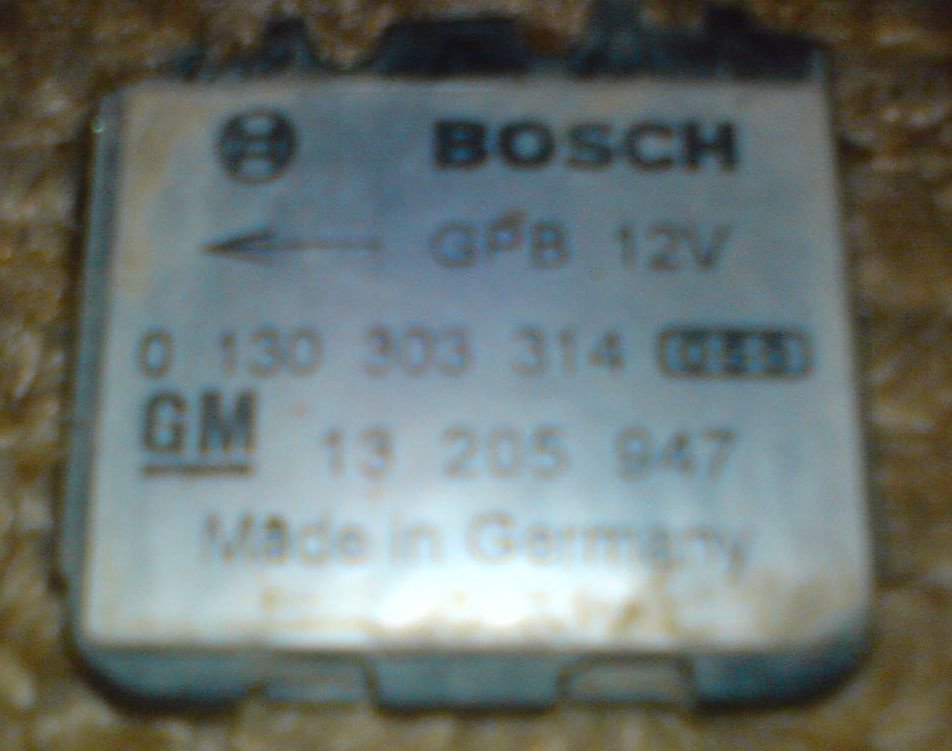 BOSCH
GPB 12V
0 130 303 314
GM 13 205 947
Made in Germany